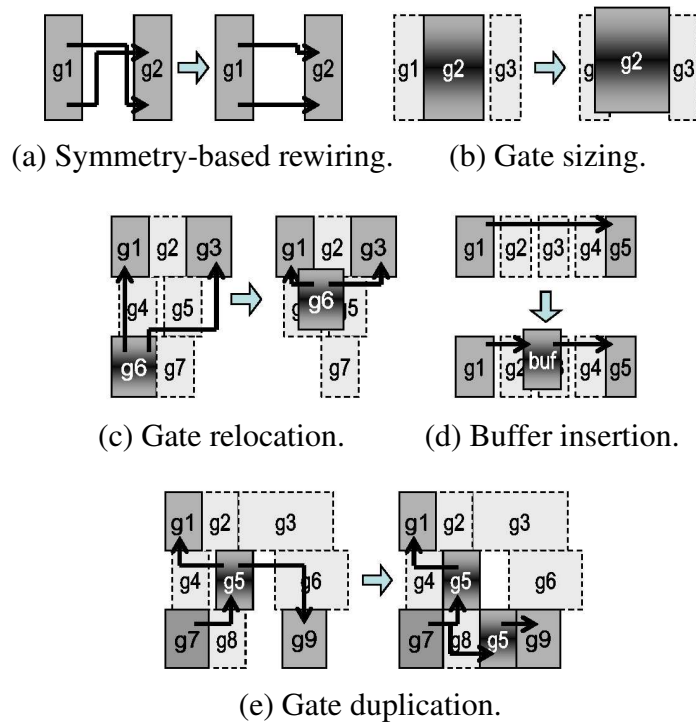 g1 g2 g1 g2
g1 g2 g3 g2 g3
(a) Symmetry-based rewiring. (b) Gate sizing.
g1 g2 g3 g1 g2 g3
g4 g5 g6 g5
g6 g7 g7
g1 g2 g3 g4 g5
g1 g2 buf g4 g5
(c) Gate relocation. (d) Buffer insertion.
g1 g2 g3 g1 g2 g3
g4 g5 g6 g4 g5 g6
g7 g8 g9 g7 g8 g5 g9
(e) Gate duplication.